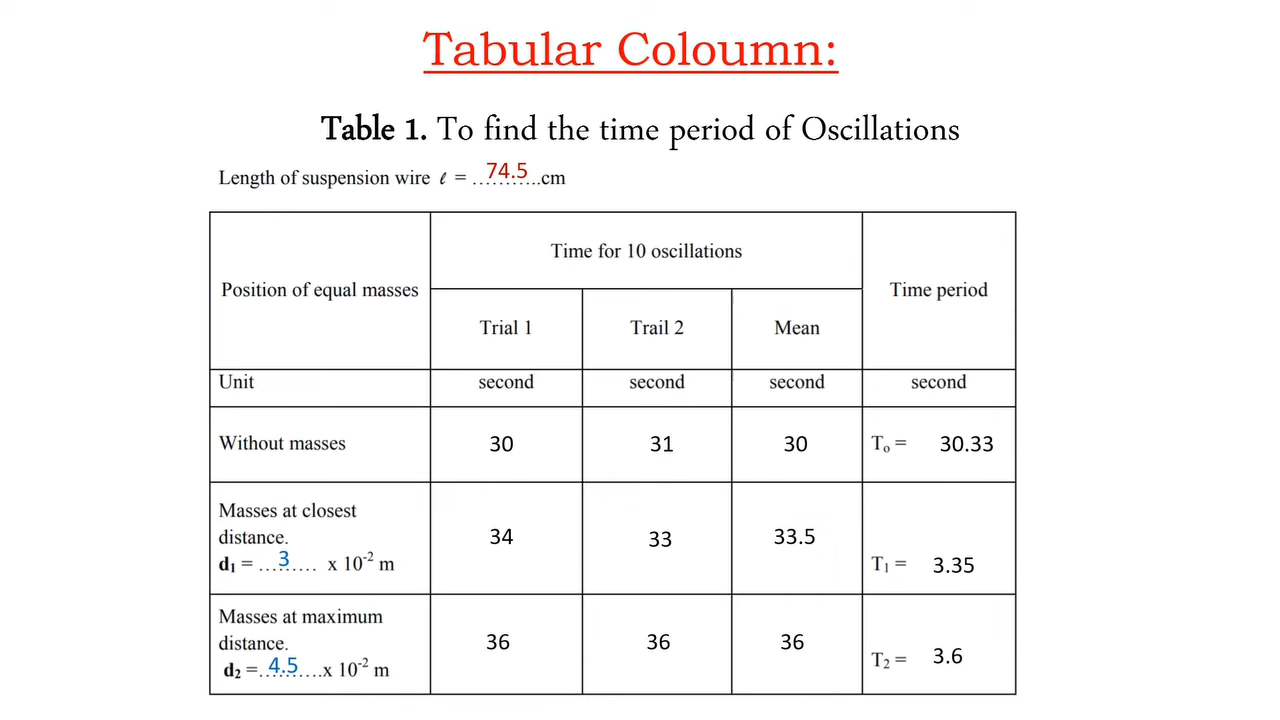 Tabular Coloumn:
Table 1. To find the time period of Oscillations
Length of suspension wire ℓ = ………..cm
74.5
Position of equal masses
Time for 10 oscillations
Time period
Trial 1
Trail 2
Mean
Unit
second
second
second
second
Without masses
30
31
30
Tₒ = 30.33
Masses at closest
distance.
d₁ = …3…… x 10⁻² m
34
33
33.5
T₁ = 3.35
Masses at maximum
distance.
d₂ =…4.5…….x 10⁻² m
36
36
36
T₂ = 3.6